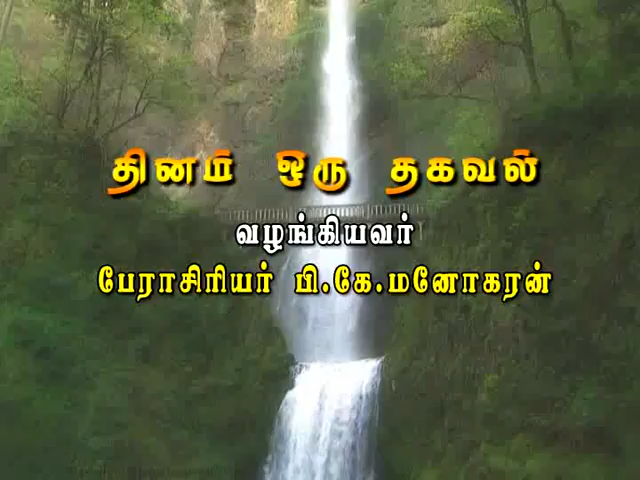 தினம் ஒரு தகவல்
வழங்கியவர்
பேராசிரியர் பி.கே.மனோகரன்